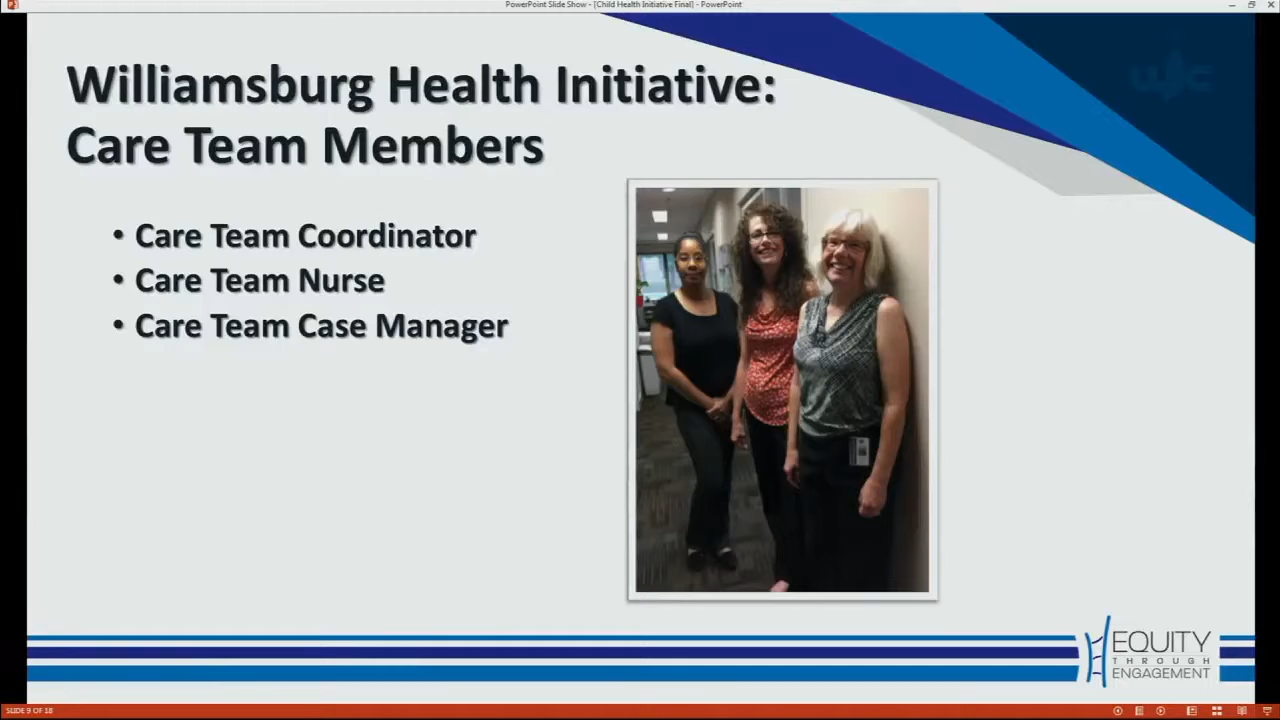 PowerPoint Slide Show - [Child Health Initiative Final] - PowerPoint
Williamsburg Health Initiative:
Care Team Members
• Care Team Coordinator
• Care Team Nurse
• Care Team Case Manager
EQUITY
THROUGH
ENGAGEMENT
SLIDE 9 OF 18